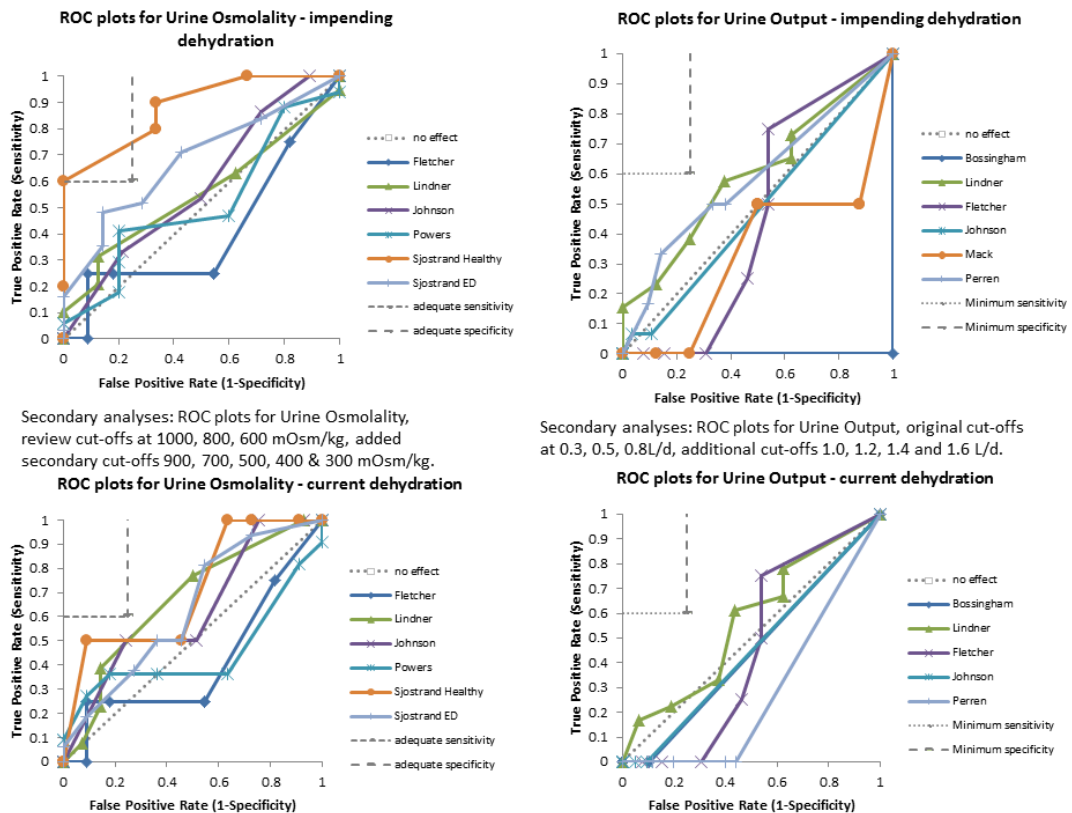 ROC plots for Urine Osmolality - impending
dehydration
True Positive Rate (Sensitivity)
1
0.9
0.8
0.7
0.6
0.5
0.4
0.3
0.2
0.1
0
0 0.2 0.4 0.6 0.8 1
False Positive Rate (1-Specificity)
no effect
Fletcher
Lindner
Johnson
Powers
Sjostrand Healthy
Sjostrand ED
adequate sensitivity
adequate specificity
ROC plots for Urine Output - impending dehydration
True Positive Rate (Sensitivity)
1
0.9
0.8
0.7
0.6
0.5
0.4
0.3
0.2
0.1
0
0 0.2 0.4 0.6 0.8 1
False Positive Rate (1-Specificity)
no effect
Bossingham
Lindner
Fletcher
Johnson
Mack
Perren
Minimum sensitivity
Minimum specificity
Secondary analyses: ROC plots for Urine Osmolality,
review cut-offs at 1000, 800, 600 mOsm/kg, added
secondary cut-offs 900, 700, 500, 400 & 300 mOsm/kg.
Secondary analyses: ROC plots for Urine Output, original cut-offs
at 0.3, 0.5, 0.8L/d, additional cut-offs 1.0, 1.2, 1.4 and 1.6 L/d.
ROC plots for Urine Osmolality - current dehydration
True Positive Rate (Sensitivity)
1
0.9
0.8
0.7
0.6
0.5
0.4
0.3
0.2
0.1
0
0 0.2 0.4 0.6 0.8 1
False Positive Rate (1-Specificity)
no effect
Fletcher
Lindner
Johnson
Powers
Sjostrand Healthy
Sjostrand ED
adequate sensitivity
adequate specificity
ROC plots for Urine Output - current dehydration
True Positive Rate (Sensitivity)
1
0.9
0.8
0.7
0.6
0.5
0.4
0.3
0.2
0.1
0
0 0.2 0.4 0.6 0.8 1
False Positive Rate (1-Specificity)
no effect
Bossingham
Lindner
Fletcher
Johnson
Perren
Minimum sensitivity
Minimum specificity